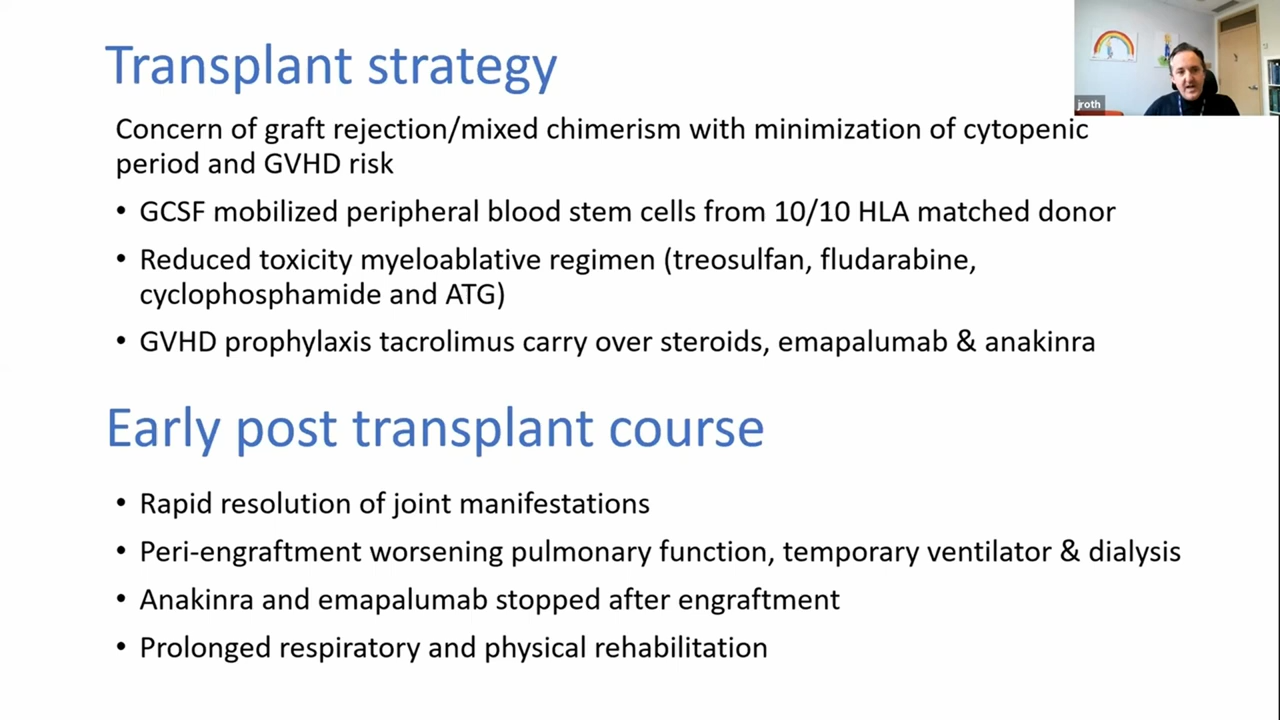 Transplant strategy
jroth
Concern of graft rejection/mixed chimerism with minimization of cytopenic
period and GVHD risk
• GCSF mobilized peripheral blood stem cells from 10/10 HLA matched donor
• Reduced toxicity myeloablative regimen (treosulfan, fludarabine,
cyclophosphamide and ATG)
• GVHD prophylaxis tacrolimus carry over steroids, emapalumab & anakinra
Early post transplant course
• Rapid resolution of joint manifestations
• Peri-engraftment worsening pulmonary function, temporary ventilator & dialysis
• Anakinra and emapalumab stopped after engraftment
• Prolonged respiratory and physical rehabilitation